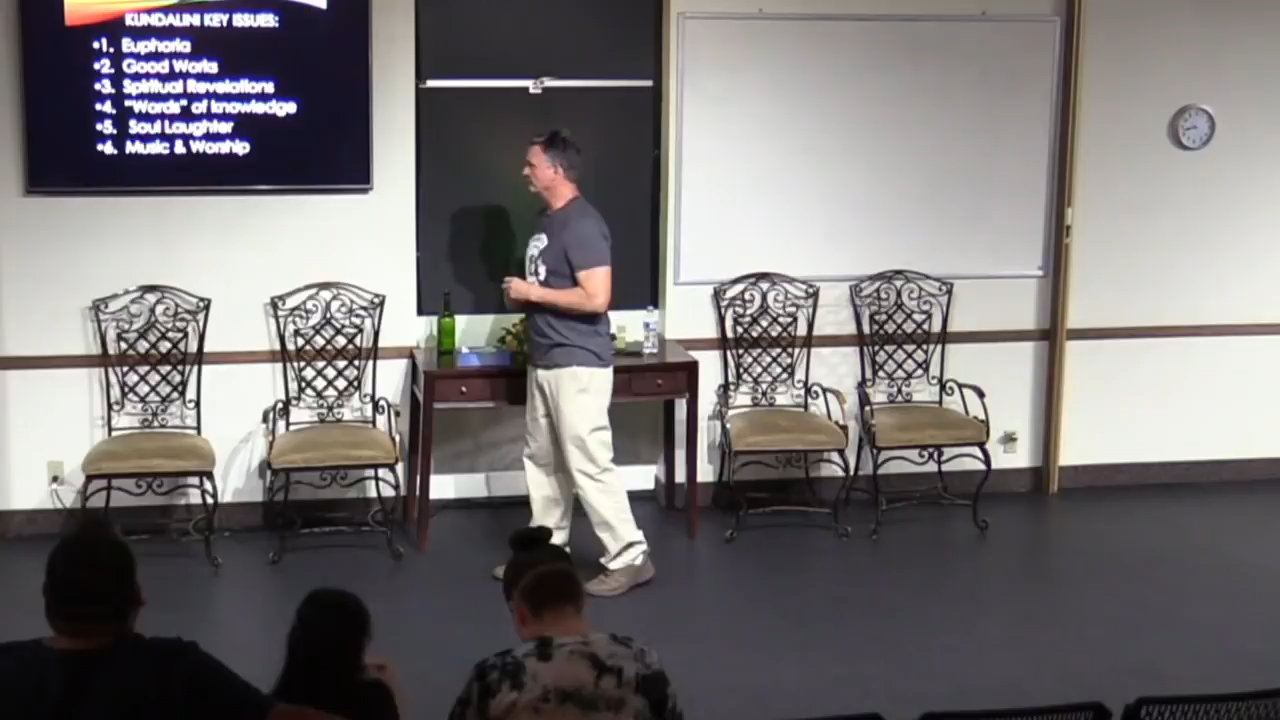 KUNDALINI KEY ISSUES:
•1. Euphoria
•2. Good Works
•3. Spiritual Revelations
•4. "Words" of knowledge
•5. Soul Laughter
•6. Music & Worship